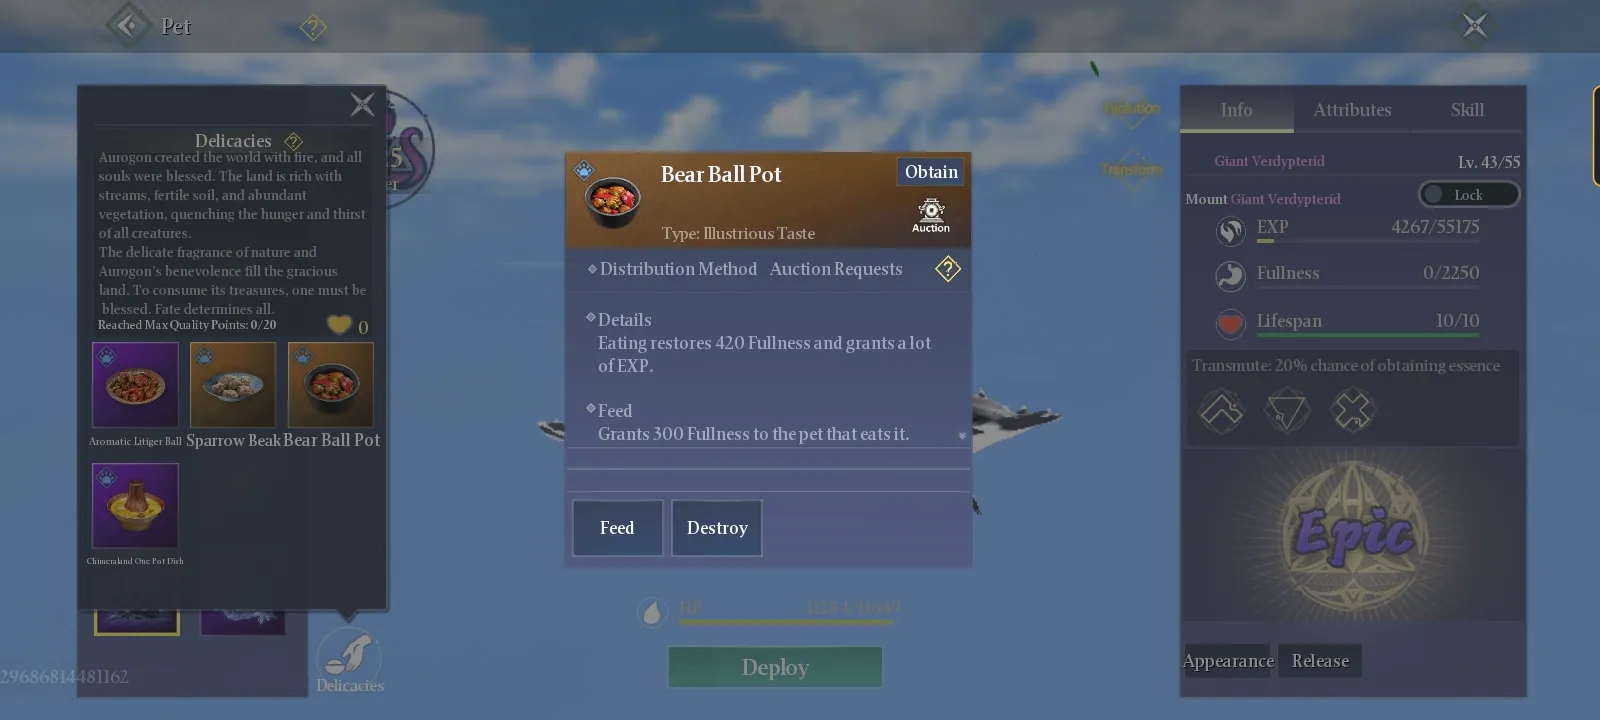 Pet
Delicacies
Aurogon created the world with fire, and all
souls were blessed. The land is rich with
streams, fertile soil, and abundant
vegetation, quenching the hunger and thirst
of all creatures.
The delicate fragrance of nature and
Aurogon's benevolence fill the gracious
land. To consume its treasures, one must be
blessed. Fate determines all.
Reached Max Quality Points: 0/20
0
Aromatic Litiger Ball
Sparrow Beak
Bear Ball Pot
Chimeraland One Pot Dish
Delicacies
29686814481162
Bear Ball Pot
Obtain
Auction
Type: Illustrious Taste
Distribution Method Auction Requests
Details
Eating restores 420 Fullness and grants a lot
of EXP.
Feed
Grants 300 Fullness to the pet that eats it.
Feed
Destroy
HP
Deploy
Evolution
Transform
Info
Attributes
Skill
Giant Verdypterid
Lv. 43/55
Mount Giant Verdypterid
Lock
EXP 4267/55175
Fullness 0/2250
Lifespan 10/10
Transmute: 20% chance of obtaining essence
Epic
Appearance
Release